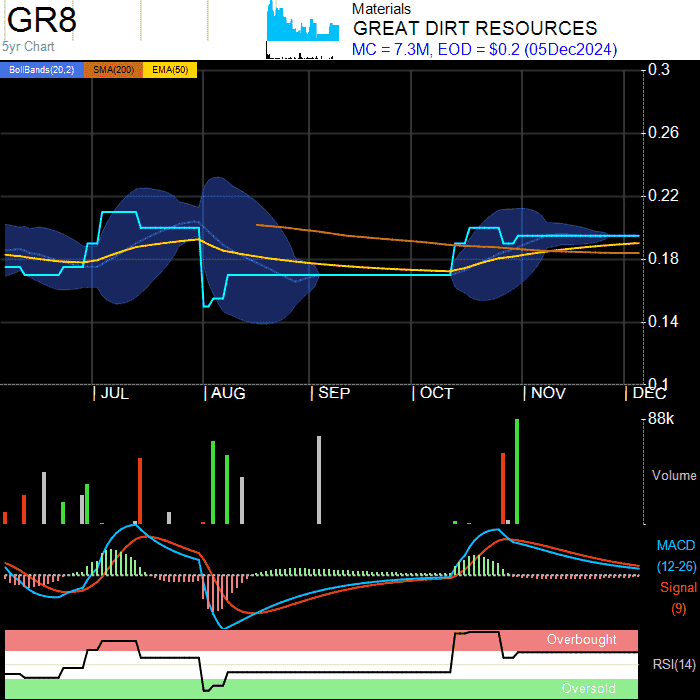 GR8
5yr Chart
Materials
GREAT DIRT RESOURCES
MC = 7.3M, EOD = $0.2 (05Dec2024)
BollBands(20,2) SMA(200) EMA(50)
0.3
0.26
0.22
0.18
0.14
0.1
JUL AUG SEP OCT NOV DEC
88k
Volume
MACD
(12-26)
Signal
(9)
Overbought
RSI(14)
Oversold